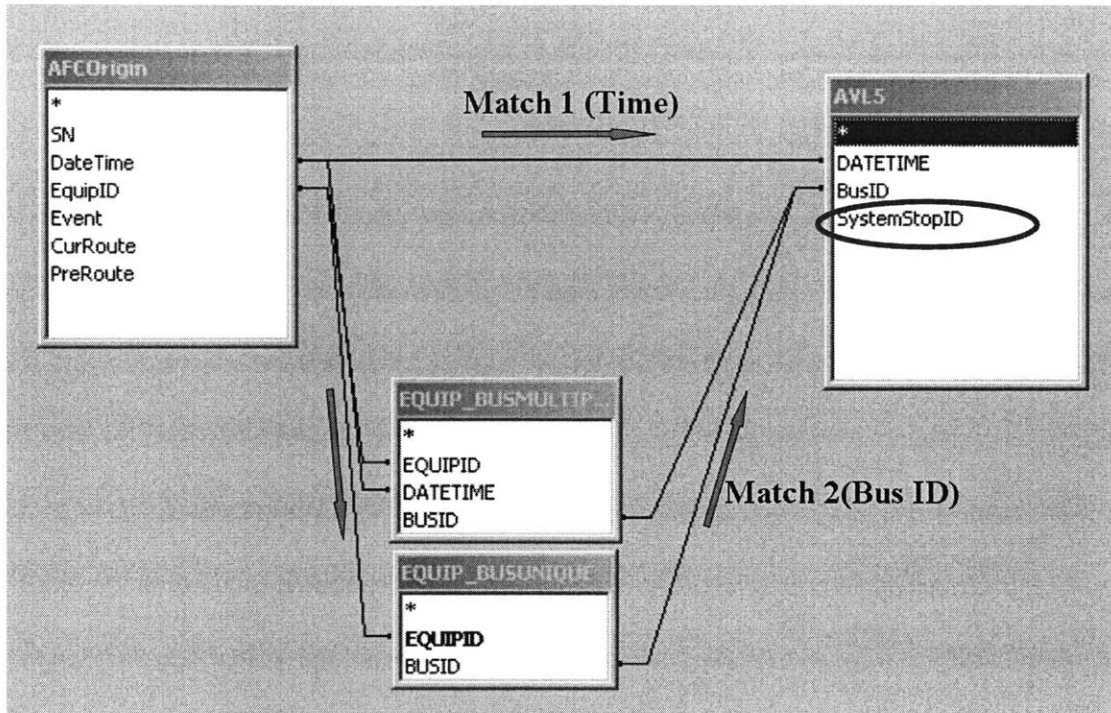 AFCOrigin
*
SN
DateTime
EquipID
Event
CurRoute
PreRoute
Match 1 (Time)
AVL5
*
DATETIME
BusID
SystemStopID
EQUIP_BUSMULTIP...
*
EQUIPID
DATETIME
BUSID
Match 2(Bus ID)
EQUIP_BUSUNIQUE
*
EQUIPID
BUSID